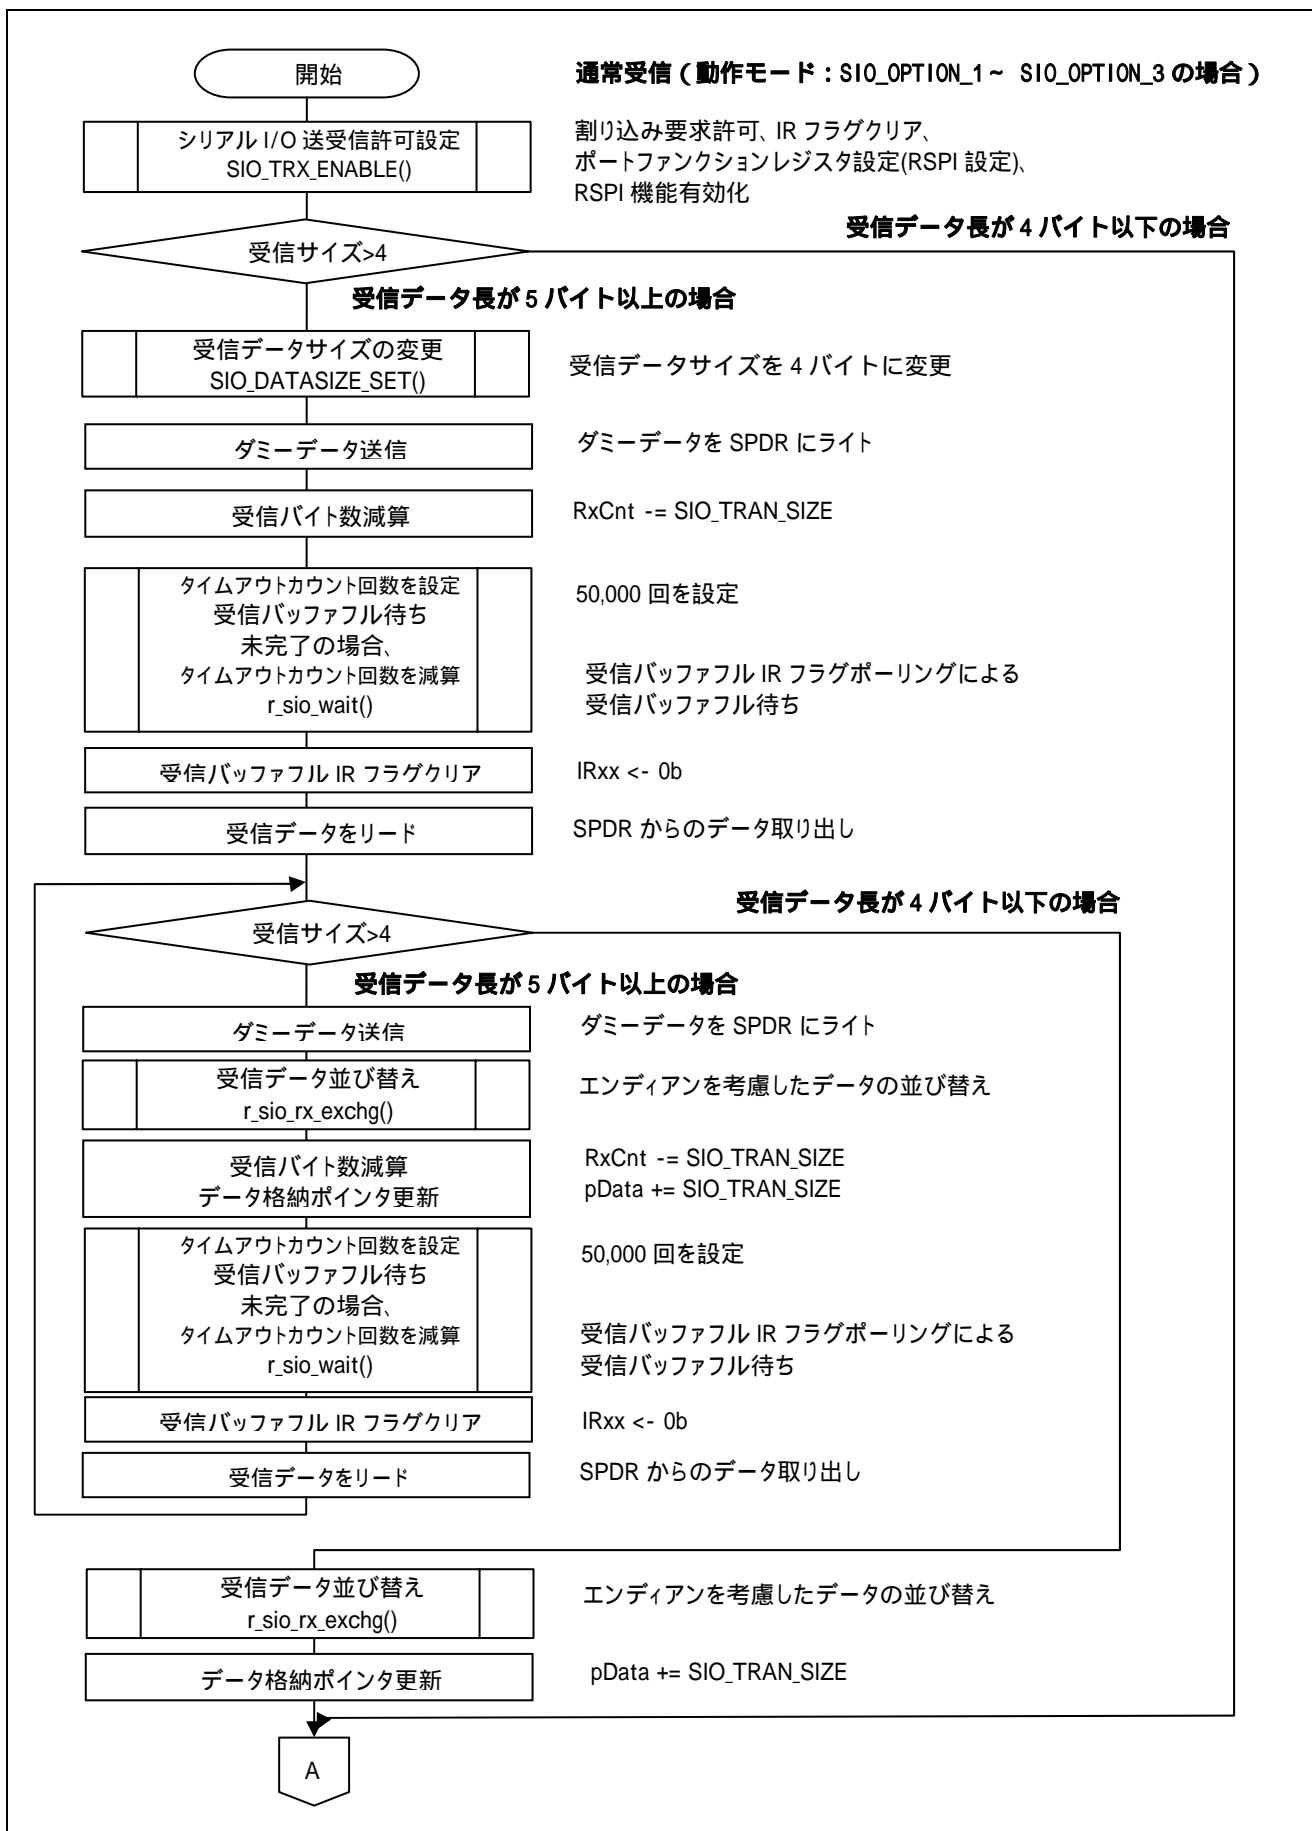 開始
通常受信（動作モード：SIO_OPTION_1～ SIO_OPTION_3 の場合）
シリアル I/O 送受信許可設定
SIO_TRX_ENABLE()
割り込み要求許可、IR フラグクリア、
ポートファンクションレジスタ設定(RSPI 設定)、
RSPI 機能有効化
受信データ長が 4 バイト以下の場合
受信サイズ>4
受信データ長が 5 バイト以上の場合
受信データサイズの変更
SIO_DATASIZE_SET()
受信データサイズを 4 バイトに変更
ダミーデータ送信
ダミーデータを SPDR にライト
受信バイト数減算
RxCnt -= SIO_TRAN_SIZE
タイムアウトカウント回数を設定
受信バッファフル待ち
未完了の場合、
タイムアウトカウント回数を減算
r_sio_wait()
50,000 回を設定
受信バッファフル IR フラグポーリングによる
受信バッファフル待ち
受信バッファフル IR フラグクリア
IRxx <- 0b
受信データをリード
SPDR からのデータ取り出し
受信データ長が 4 バイト以下の場合
受信サイズ>4
受信データ長が 5 バイト以上の場合
ダミーデータ送信
ダミーデータを SPDR にライト
受信データ並び替え
r_sio_rx_exchg()
エンディアンを考慮したデータの並び替え
受信バイト数減算
データ格納ポインタ更新
RxCnt -= SIO_TRAN_SIZE
pData += SIO_TRAN_SIZE
タイムアウトカウント回数を設定
受信バッファフル待ち
未完了の場合、
タイムアウトカウント回数を減算
r_sio_wait()
50,000 回を設定
受信バッファフル IR フラグポーリングによる
受信バッファフル待ち
受信バッファフル IR フラグクリア
IRxx <- 0b
受信データをリード
SPDR からのデータ取り出し
受信データ並び替え
r_sio_rx_exchg()
エンディアンを考慮したデータの並び替え
データ格納ポインタ更新
pData += SIO_TRAN_SIZE
A